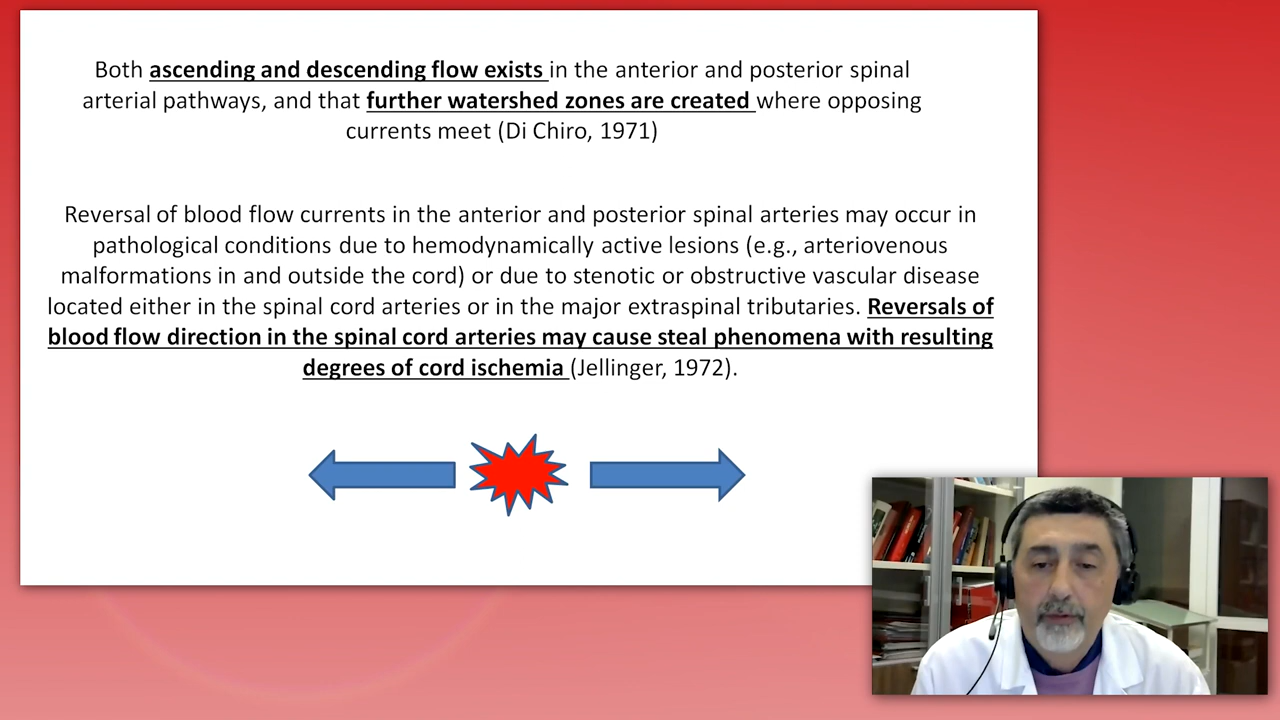 Both ascending and descending flow exists in the anterior and posterior spinal
arterial pathways, and that further watershed zones are created where opposing
currents meet (Di Chiro, 1971)
Reversal of blood flow currents in the anterior and posterior spinal arteries may occur in
pathological conditions due to hemodynamically active lesions (e.g., arteriovenous
malformations in and outside the cord) or due to stenotic or obstructive vascular disease
located either in the spinal cord arteries or in the major extraspinal tributaries. Reversals of
blood flow direction in the spinal cord arteries may cause steal phenomena with resulting
degrees of cord ischemia (Jellinger, 1972).